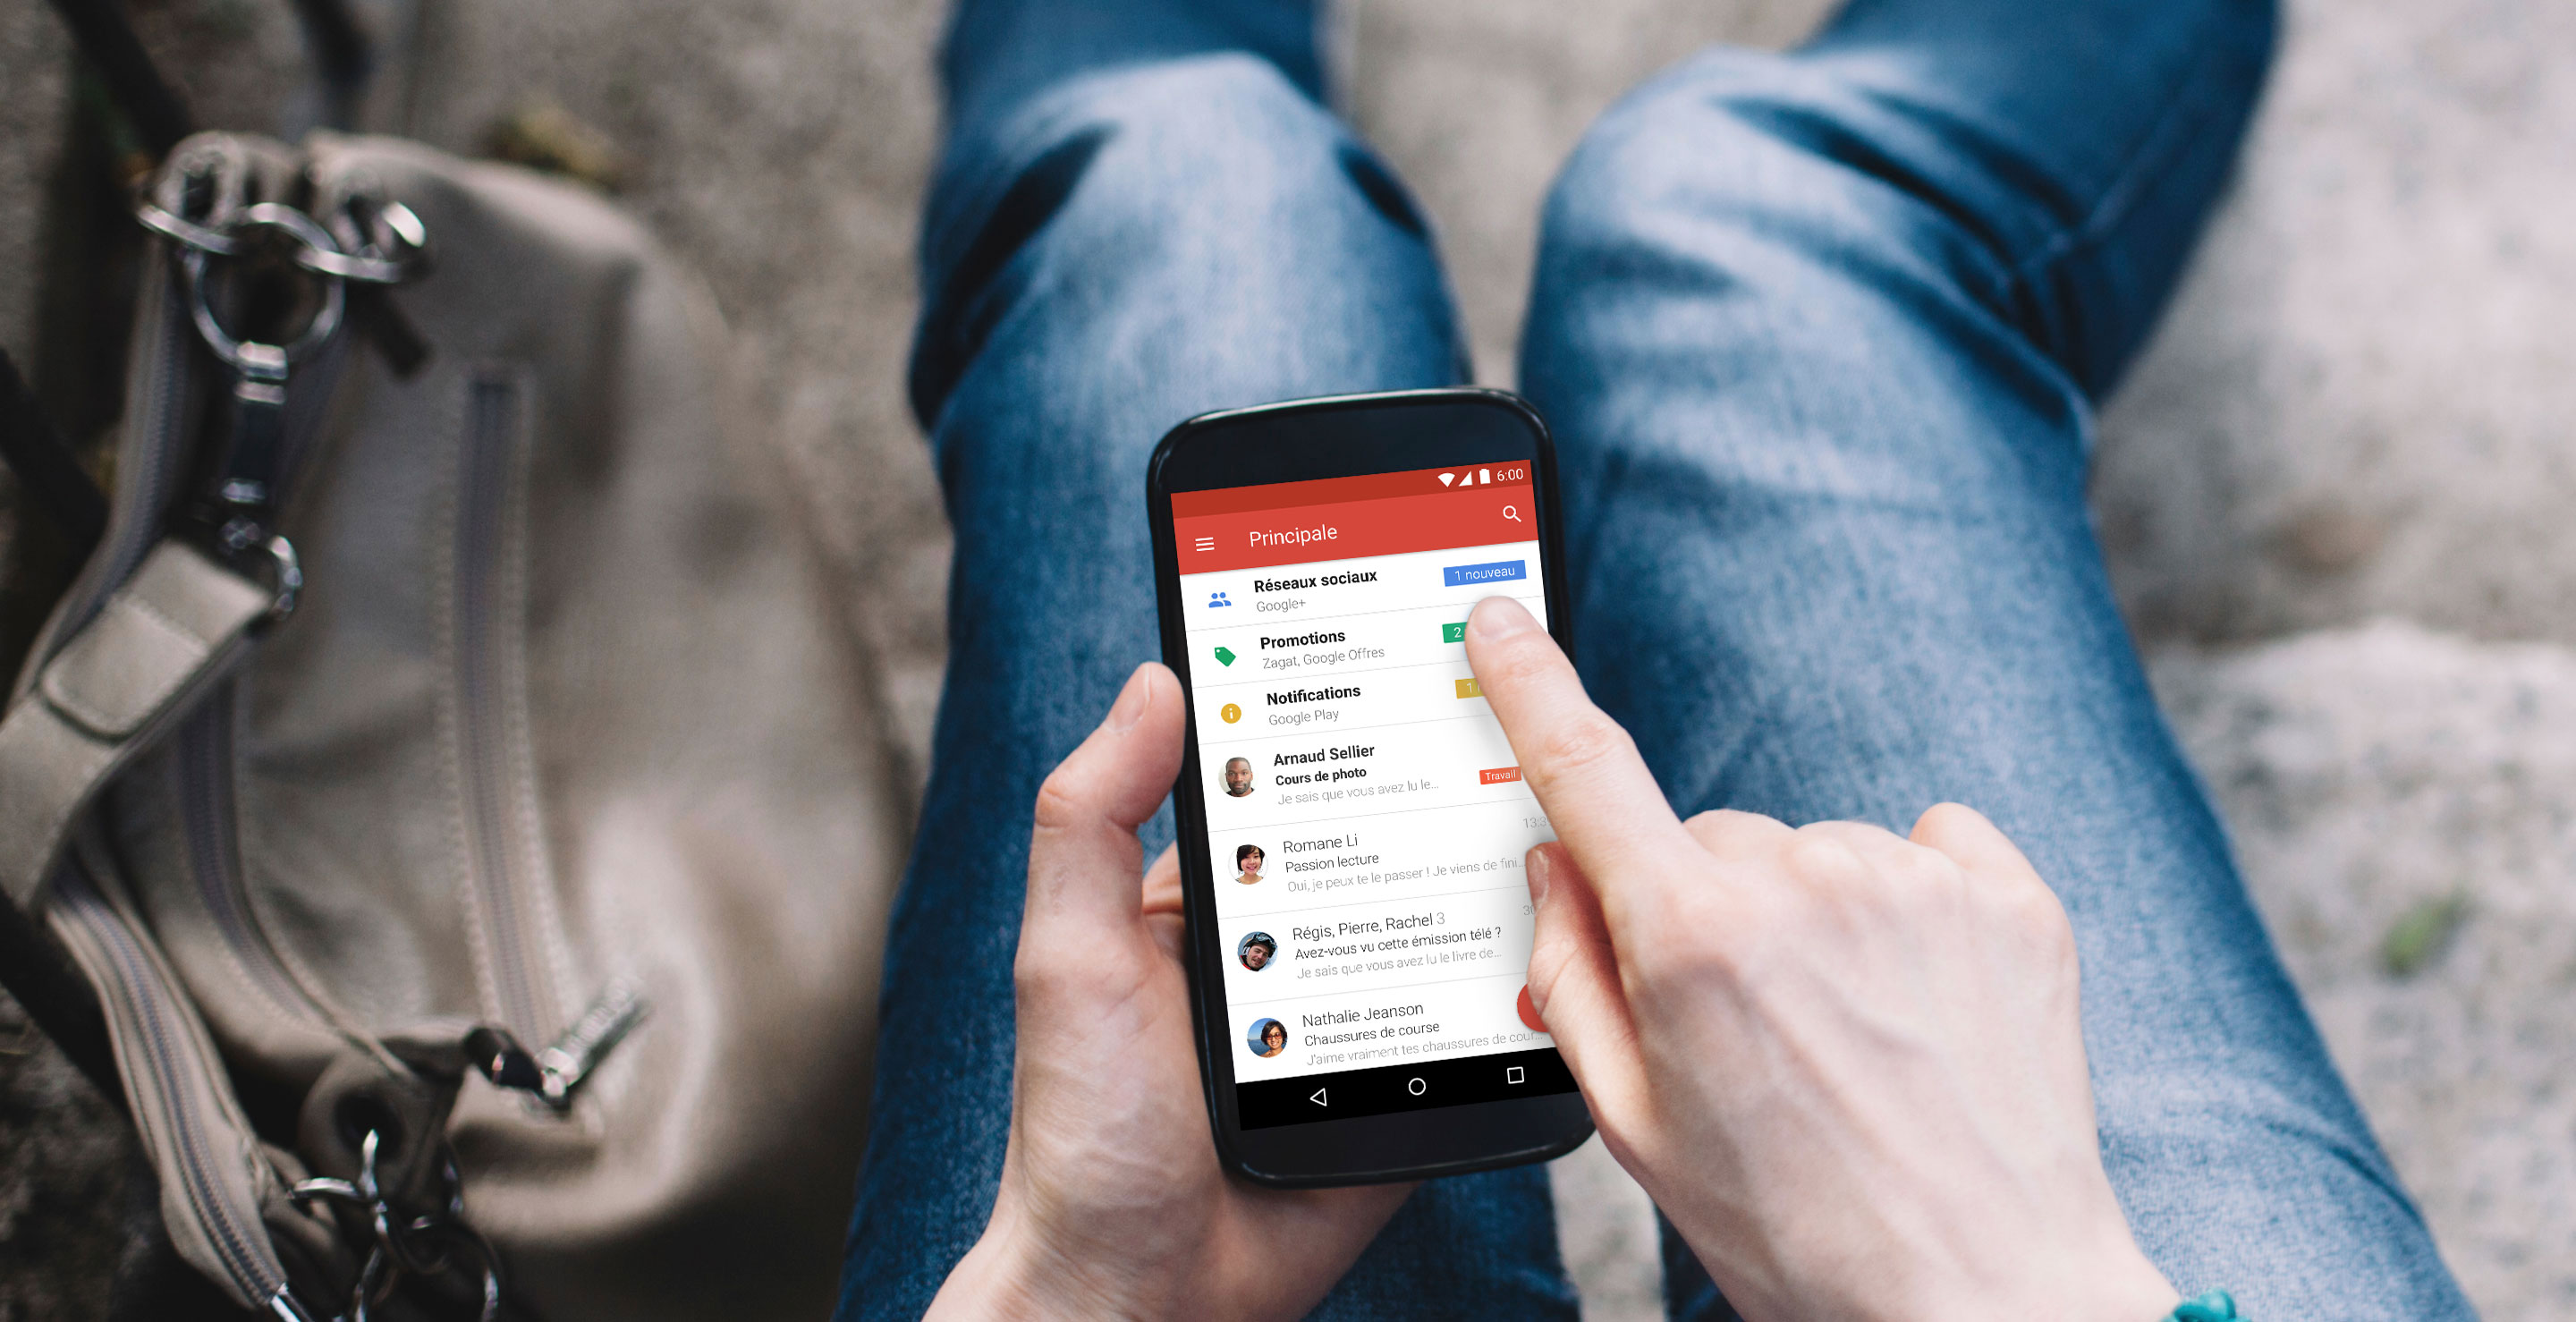 6:00
Principale
Réseaux sociaux
1 nouveau
Google+
Promotions
2
Zagat, Google Offres
Notifications
1
Google Play
Arnaud Sellier
Cours de photo
Je sais que vous avez lu le...
Travail
Romane Li
13:3
Passion lecture
Oui, je peux te le passer ! Je viens de fini...
Régis, Pierre, Rachel 3
Avez-vous vu cette émission télé ?
Je sais que vous avez lu le livre de...
Nathalie Jeanson
Chaussures de course
J'aime vraiment tes chaussures de cour...